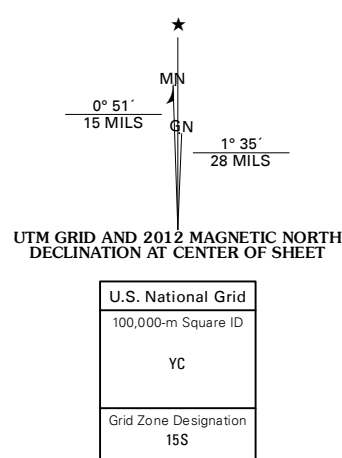 ★
MN
0° 51´
15 MILS
GN
1° 35´
28 MILS
UTM GRID AND 2012 MAGNETIC NORTH
DECLINATION AT CENTER OF SHEET
U.S. National Grid
100,000-m Square ID
YC
Grid Zone Designation
15S